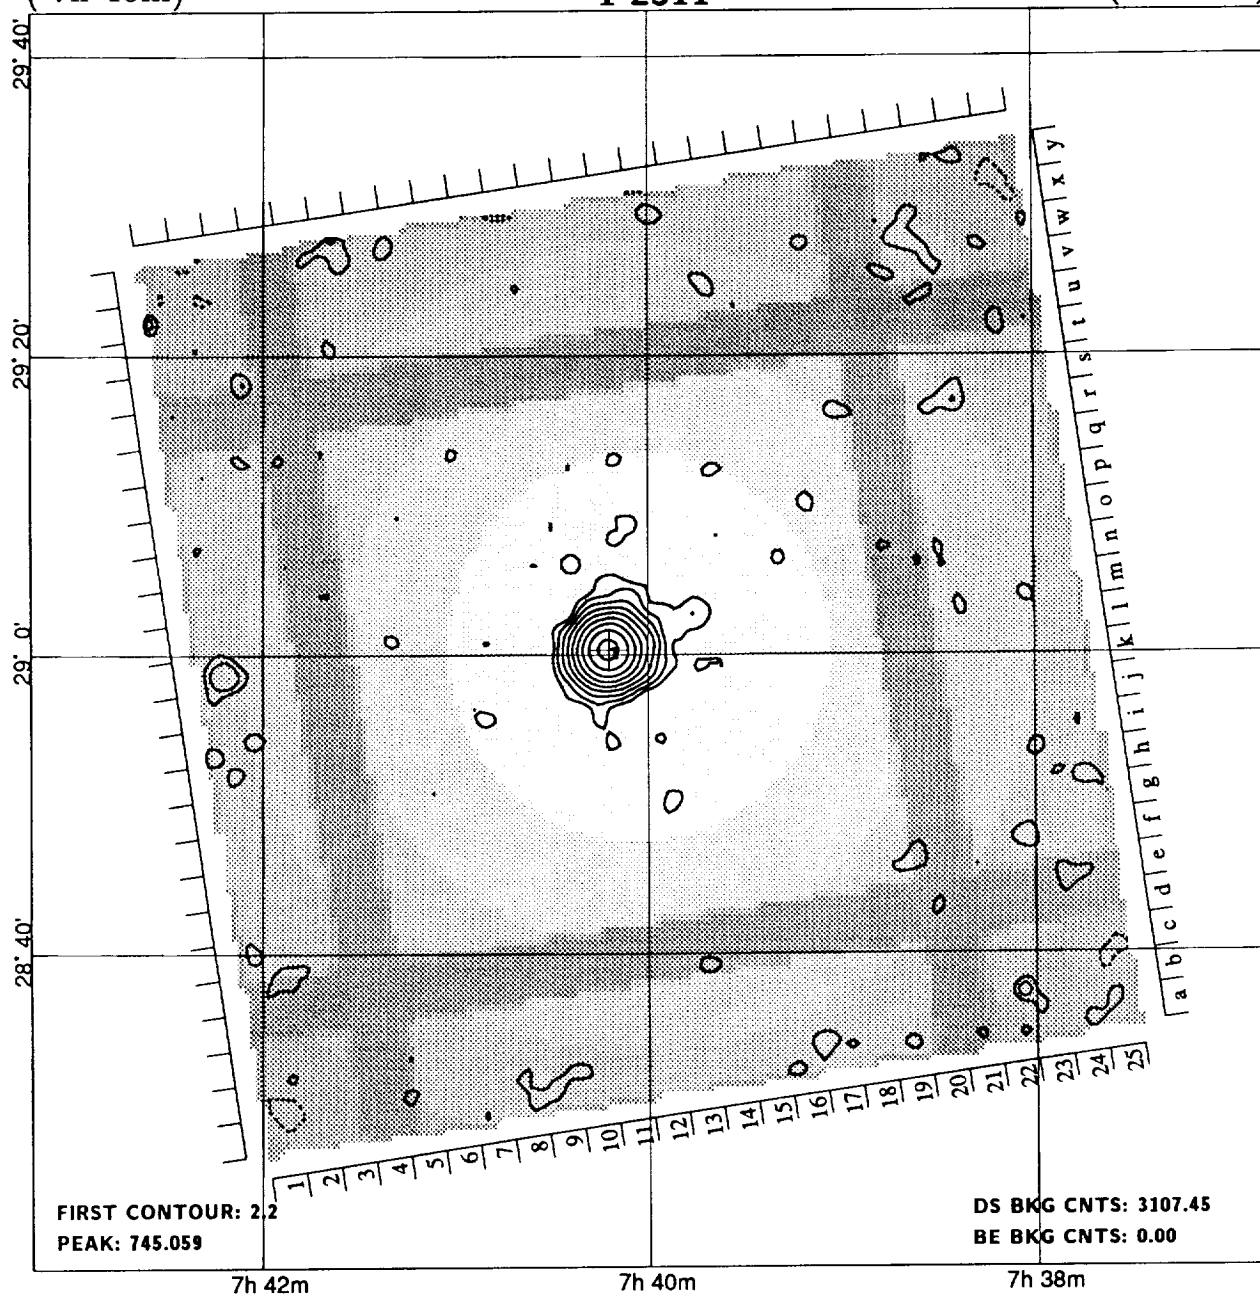 29° 40'
29° 20'
29° 0'
28° 40'
y
x
w
v
u
t
s
r
q
p
o
n
m
l
k
j
i
h
g
f
e
d
c
b
a
1 2 3 4 5 6 7 8 9 10 11 12 13 14 15 16 17 18 19 20 21 22 23 24 25
FIRST CONTOUR: 2.2
PEAK: 745.059
DS BKG CNTS: 3107.45
BE BKG CNTS: 0.00
7h 42m 7h 40m 7h 38m